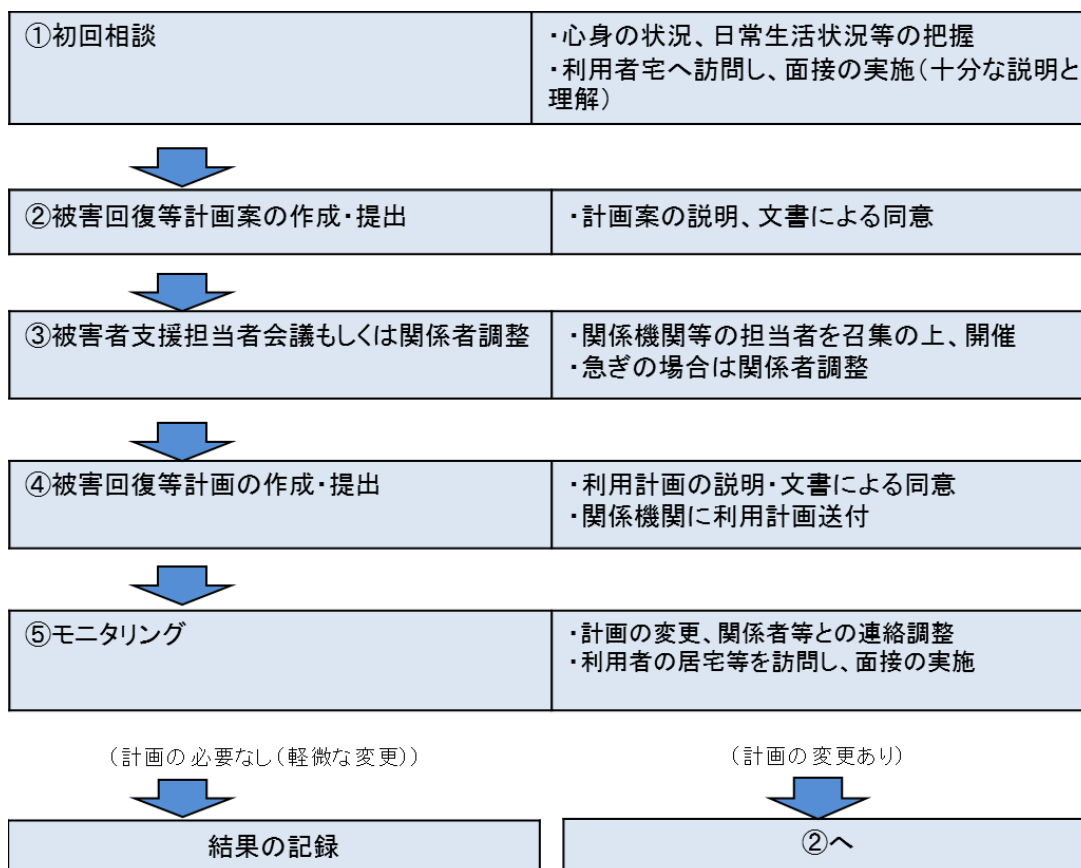 ①初回相談
・心身の状況、日常生活状況等の把握
・利用者宅へ訪問し、面接の実施(十分な説明と
理解)
②被害回復等計画案の作成・提出
・計画案の説明、文書による同意
③被害者支援担当者会議もしくは関係者調整
・関係機関等の担当者を召集の上、開催
・急ぎの場合は関係者調整
④被害回復等計画の作成・提出
・利用計画の説明・文書による同意
・関係機関に利用計画送付
⑤モニタリング
・計画の変更、関係者等との連絡調整
・利用者の居宅等を訪問し、面接の実施
(計画の必要なし(軽微な変更))
(計画の変更あり)
結果の記録
②へ